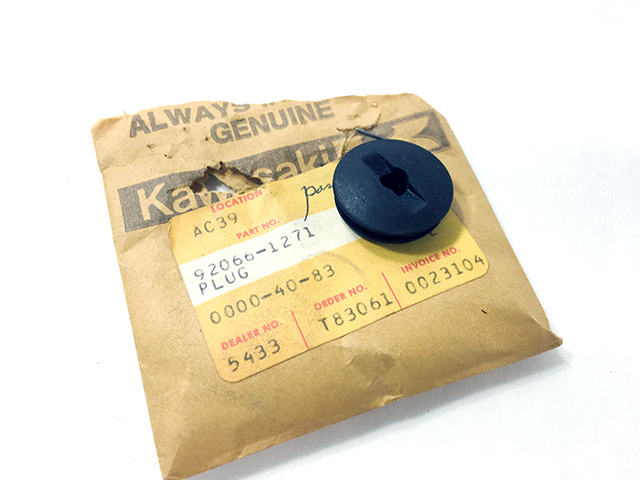 ALWAYS
GENUINE
Kawasaki
LOCATION
AC39
PART NO.
92066-1271
PLUG
0000-40-83
DEALER NO.
5433
ORDER NO.
T83061
INVOICE NO.
0023104